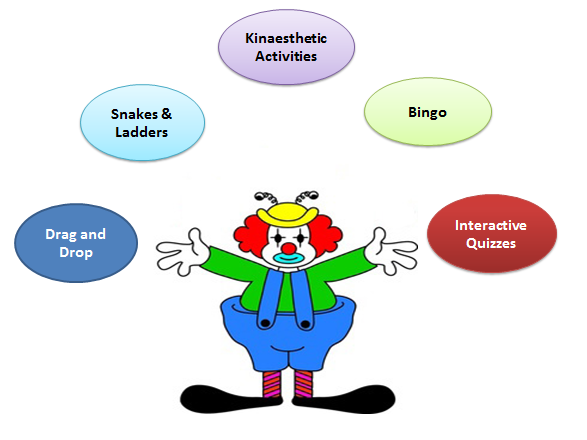 Kinaesthetic
Activities
Snakes &
Ladders
Bingo
Drag and
Drop
Interactive
Quizzes